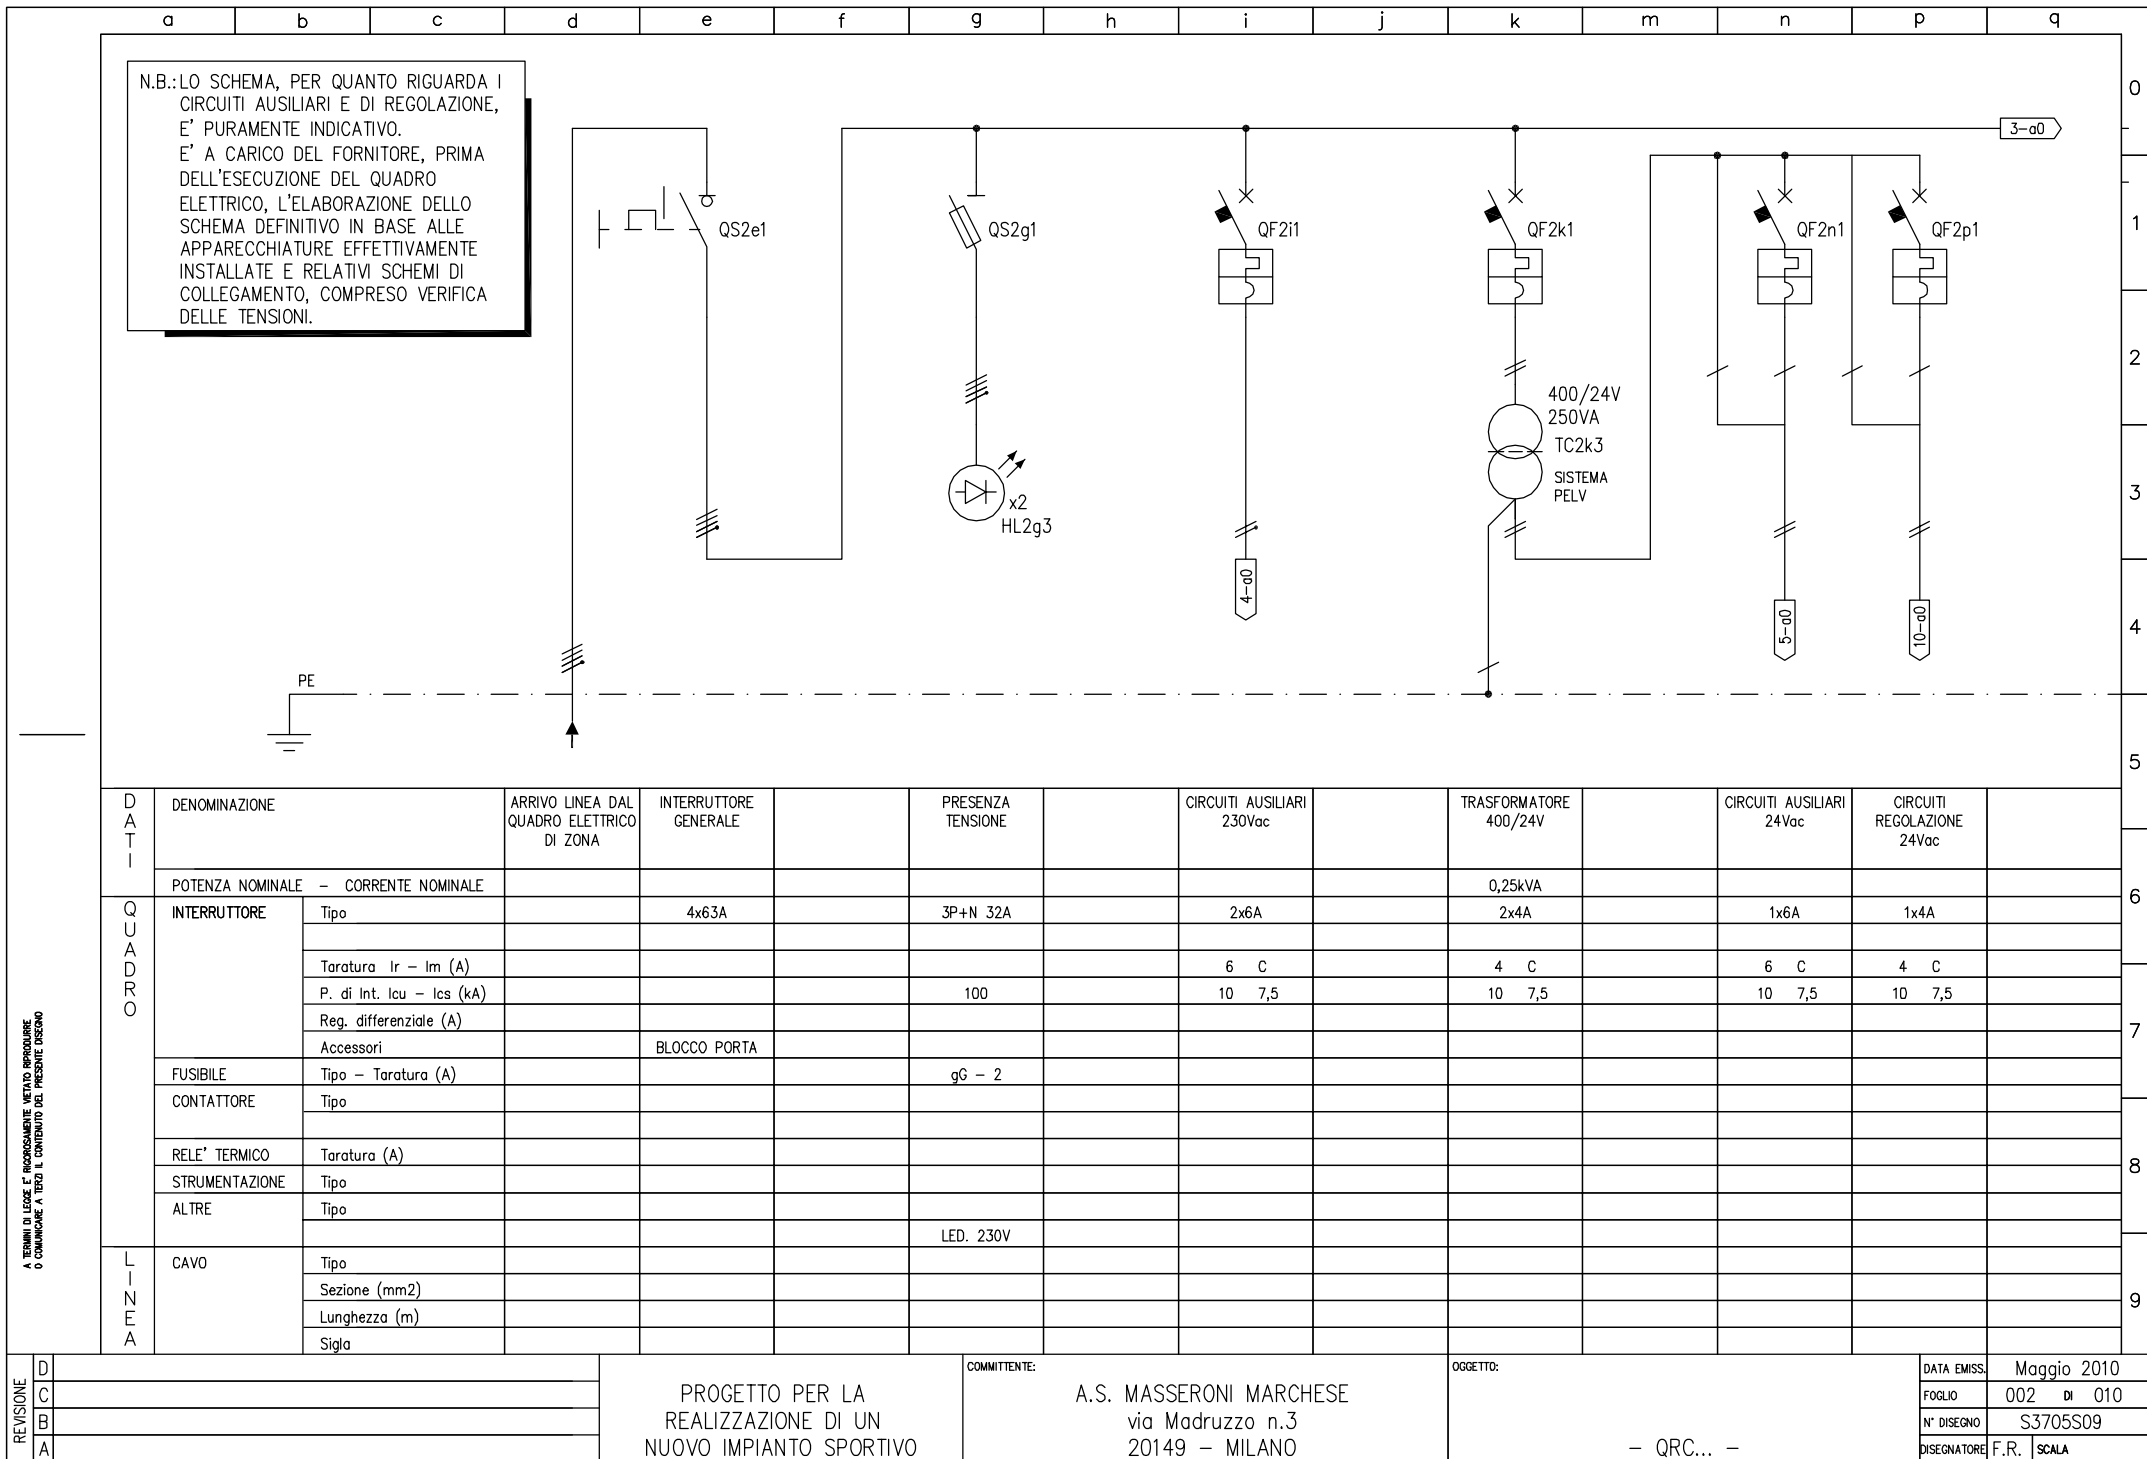 a b c d e f g h i j k m n p q
N.B.: LO SCHEMA, PER QUANTO RIGUARDA I
CIRCUITI AUSILIARI E DI REGOLAZIONE,
E' PURAMENTE INDICATIVO.
E' A CARICO DEL FORNITORE, PRIMA
DELL'ESECUZIONE DEL QUADRO
ELETTRICO, L'ELABORAZIONE DELLO
SCHEMA DEFINITIVO IN BASE ALLE
APPARECCHIATURE EFFETTIVAMENTE
INSTALLATE E RELATIVI SCHEMI DI
COLLEGAMENTO, COMPRESO VERIFICA
DELLE TENSIONI.
0
3-a0
1
QS2e1 QS2g1 QF2i1 QF2k1 QF2n1 QF2p1
2
400/24V
250VA
TC2k3
SISTEMA
PELV
3
x2
HL2g3
4-a0
5-a0
10-a0
4
PE
5
DATI
DENOMINAZIONE
ARRIVO LINEA DAL
QUADRO ELETTRICO
DI ZONA
INTERRUTTORE
GENERALE
PRESENZA
TENSIONE
CIRCUITI AUSILIARI
230Vac
TRASFORMATORE
400/24V
CIRCUITI AUSILIARI
24Vac
CIRCUITI
REGOLAZIONE
24Vac
POTENZA NOMINALE - CORRENTE NOMINALE 0,25kVA
6
QUADRO
INTERRUTTORE Tipo 4x63A 3P+N 32A 2x6A 2x4A 1x6A 1x4A
Taratura Ir - Im (A) 6 C 4 C 6 C 4 C
P. di Int. Icu - Ics (kA) 100 10 7,5 10 7,5 10 7,5 10 7,5
Reg. differenziale (A)
7
Accessori BLOCCO PORTA
FUSIBILE Tipo - Taratura (A) gG - 2
CONTATTORE Tipo
RELE' TERMICO Taratura (A)
8
STRUMENTAZIONE Tipo
ALTRE Tipo
LED. 230V
LINEA
CAVO Tipo
Sezione (mm2)
9
Lunghezza (m)
Sigla
A TERMINI DI LEGGE E' RIGOROSAMENTE VIETATO RIPRODURRE
O COMUNICARE A TERZI IL CONTENUTO DEL PRESENTE DISEGNO
REVISIONE
D
C
B
A
PROGETTO PER LA
REALIZZAZIONE DI UN
NUOVO IMPIANTO SPORTIVO
COMMITTENTE:
A.S. MASSERONI MARCHESE
via Madruzzo n.3
20149 - MILANO
OGGETTO:
- QRC... -
DATA EMISS. Maggio 2010
FOGLIO 002 DI 010
N° DISEGNO S3705S09
DISEGNATORE F.R. SCALA